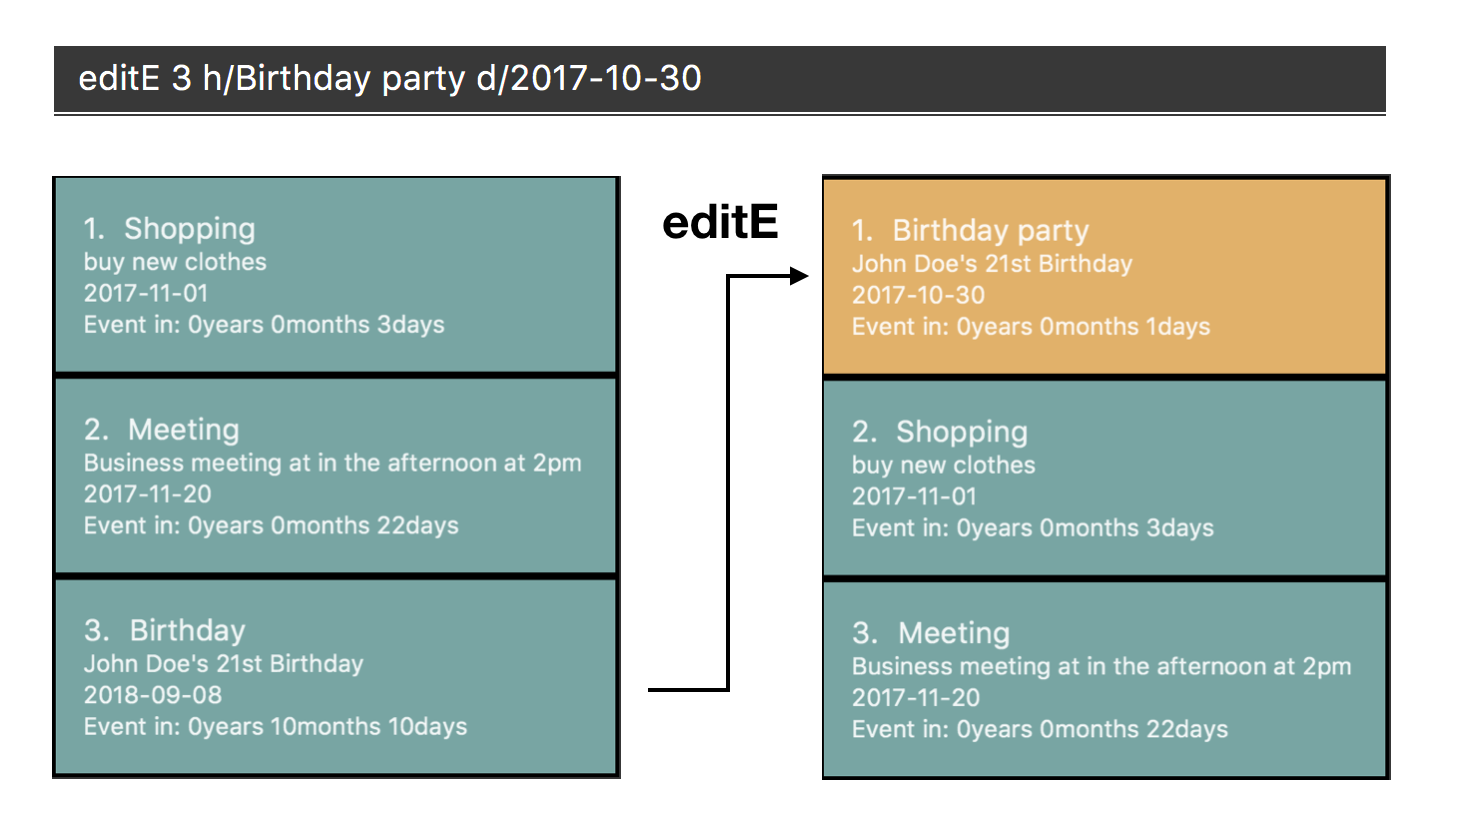 editE 3 h/Birthday party d/2017-10-30
1. Shopping
buy new clothes
2017-11-01
Event in: 0years 0months 3days
2. Meeting
Business meeting at in the afternoon at 2pm
2017-11-20
Event in: 0years 0months 22days
3. Birthday
John Doe's 21st Birthday
2018-09-08
Event in: 0years 10months 10days
editE
1. Birthday party
John Doe's 21st Birthday
2017-10-30
Event in: 0years 0months 1days
2. Shopping
buy new clothes
2017-11-01
Event in: 0years 0months 3days
3. Meeting
Business meeting at in the afternoon at 2pm
2017-11-20
Event in: 0years 0months 22days